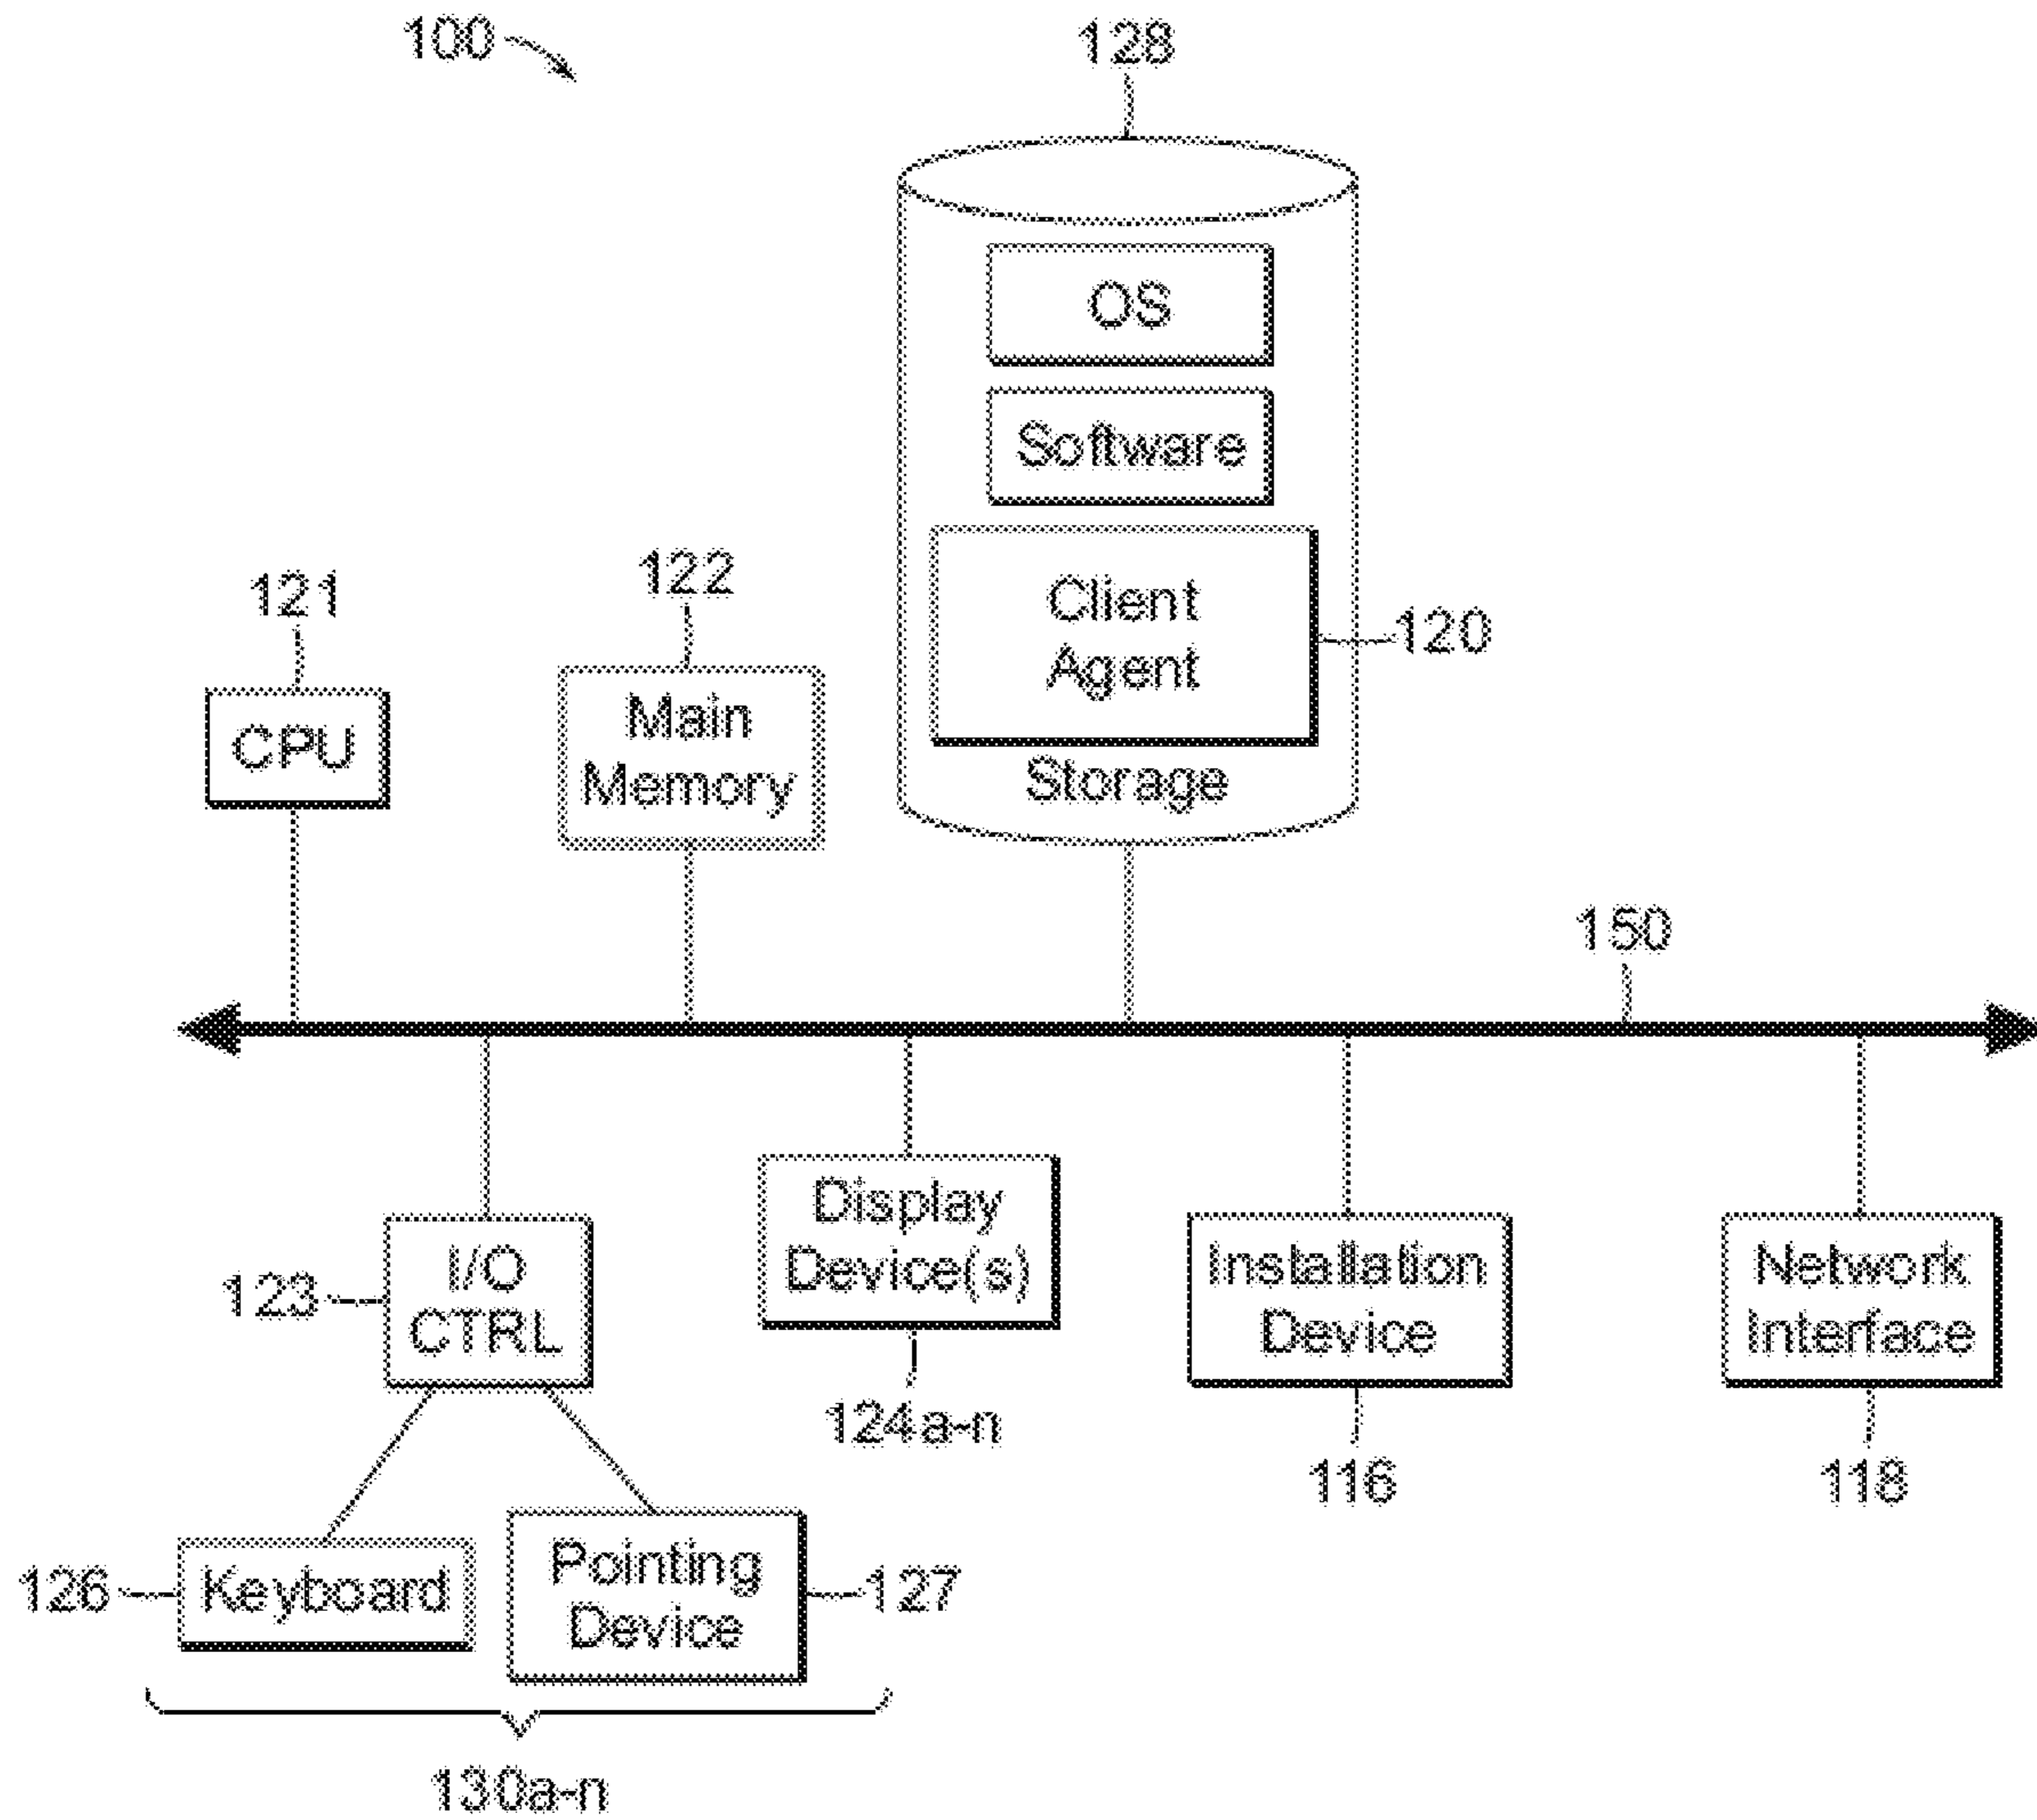 100
128
OS
Software
Client
Agent
120
Storage
121
CPU
122
Main
Memory
150
I/O
CTRL
123
Display
Device(s)
124a-n
Installation
Device
116
Network
Interface
118
126
Keyboard
Pointing
Device
127
130a-n